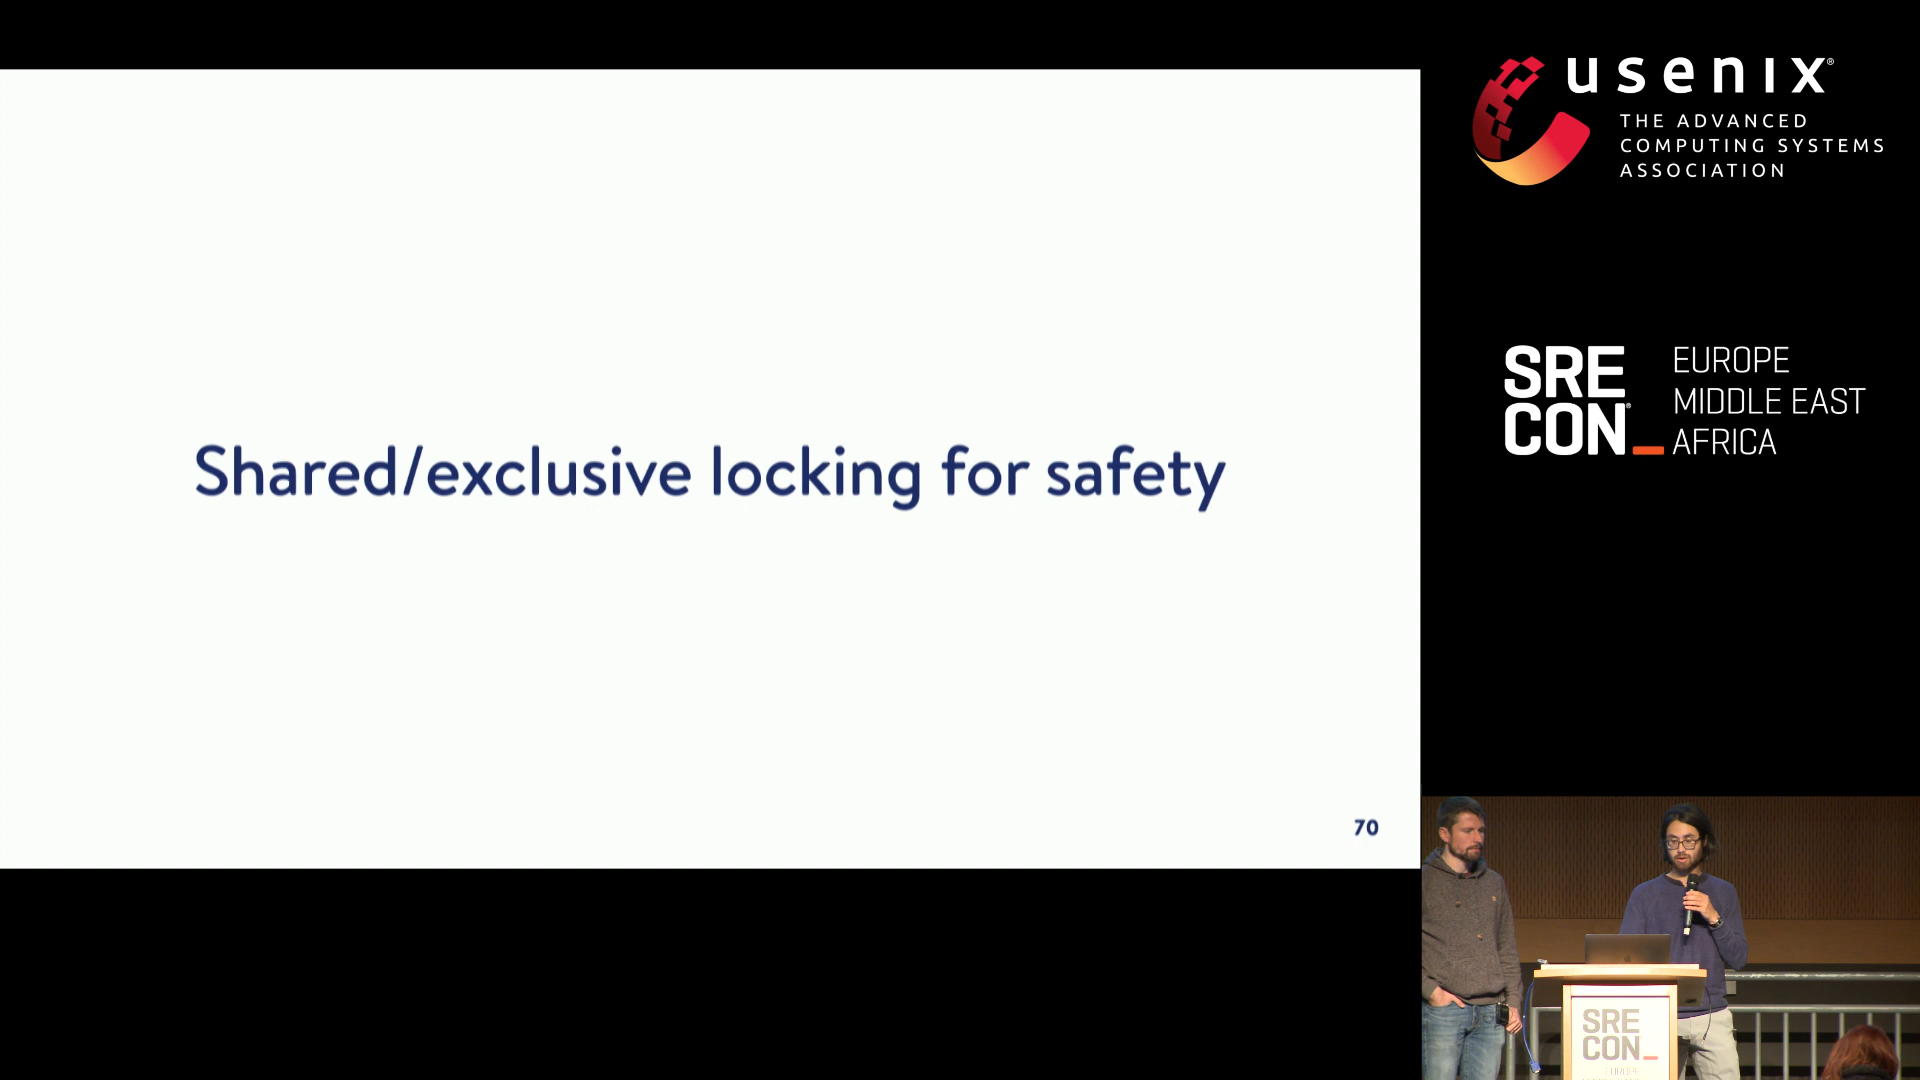 Shared/exclusive locking for safety
70
usenix®
THE ADVANCED
COMPUTING SYSTEMS
ASSOCIATION
SRE
CON
EUROPE
MIDDLE EAST
AFRICA
SRE
CON
EUROPE